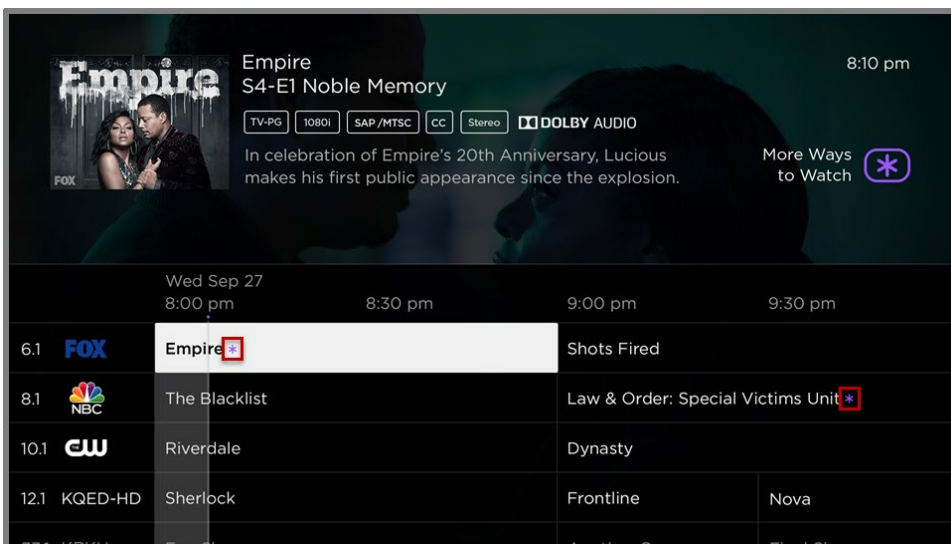 Empire
Empire
S4-E1 Noble Memory
8:10 pm
TV-PG 1080i SAP/MTSC CC Stereo DOLBY AUDIO
In celebration of Empire's 20th Anniversary, Lucious
makes his first public appearance since the explosion.
More Ways
to Watch *
FOX
Wed Sep 27
8:00 pm 8:30 pm 9:00 pm 9:30 pm
6.1 FOX Empire * Shots Fired
8.1 NBC The Blacklist Law & Order: Special Victims Unit *
10.1 CW Riverdale Dynasty
12.1 KQED-HD Sherlock Frontline Nova